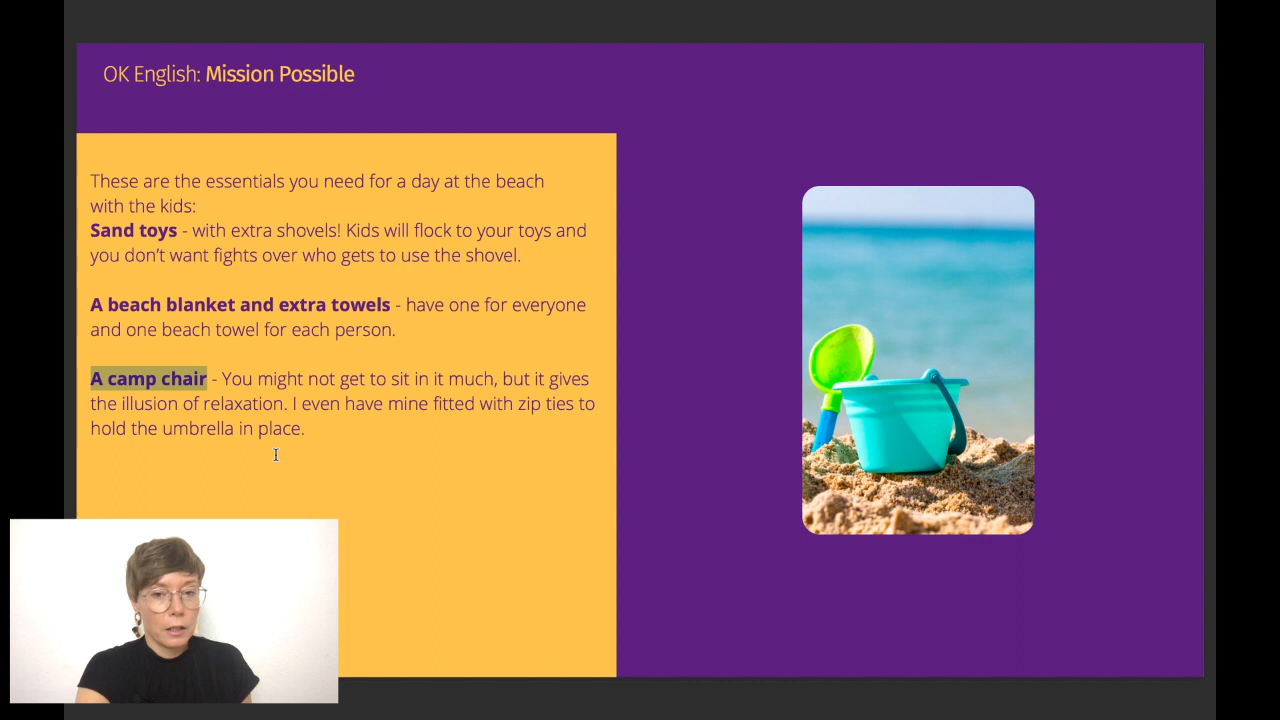 OK English: Mission Possible
These are the essentials you need for a day at the beach
with the kids:
Sand toys - with extra shovels! Kids will flock to your toys and
you don’t want fights over who gets to use the shovel.
A beach blanket and extra towels - have one for everyone
and one beach towel for each person.
A camp chair - You might not get to sit in it much, but it gives
the illusion of relaxation. I even have mine fitted with zip ties to
hold the umbrella in place.